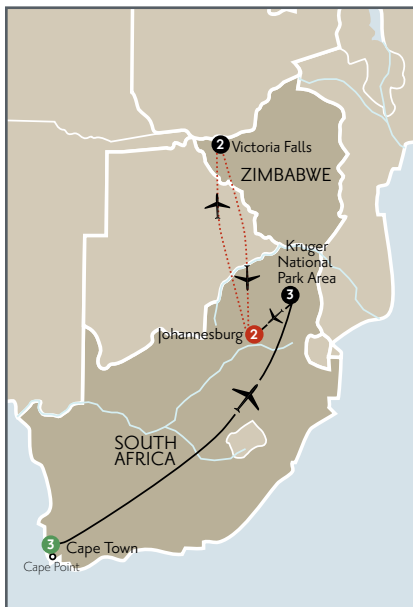 2 Victoria Falls
ZIMBABWE
Kruger
National
Park Area
3
Johannesburg 2
SOUTH
AFRICA
3 Cape Town
Cape Point